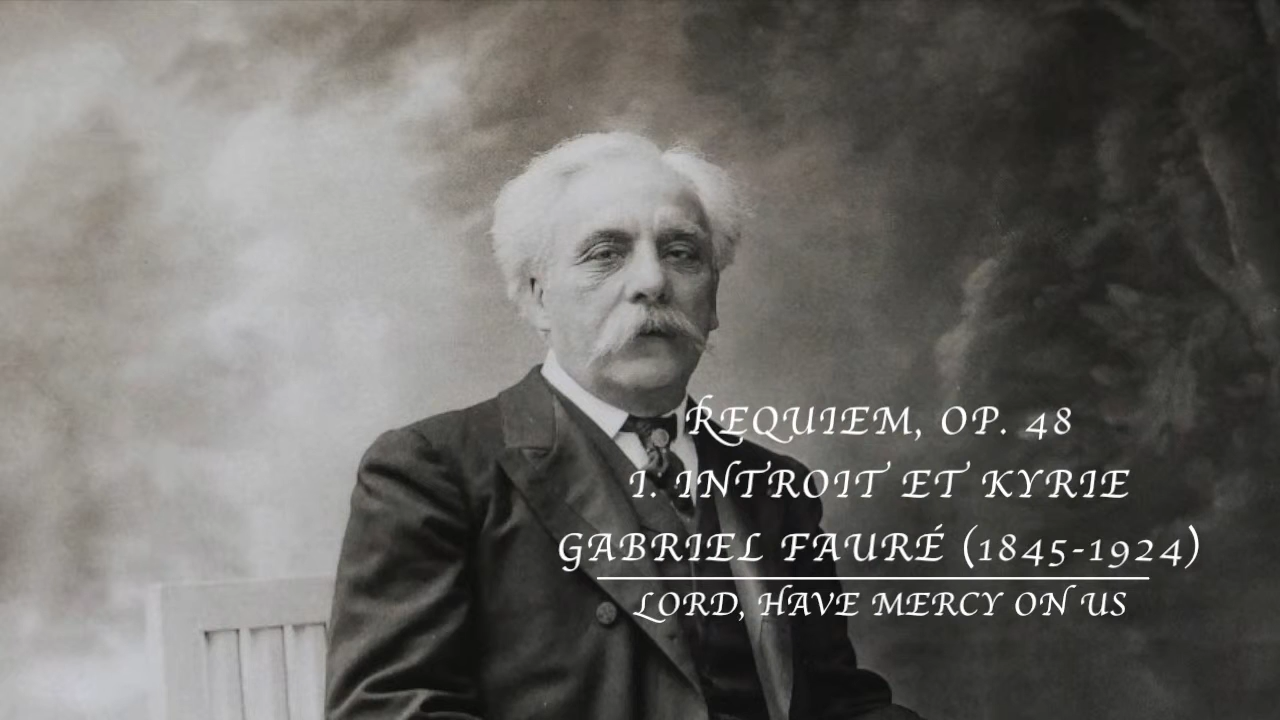 REQUIEM, OP. 48
I. INTROIT ET KYRIE
GABRIEL FAURÉ (1845-1924)
LORD, HAVE MERCY ON US